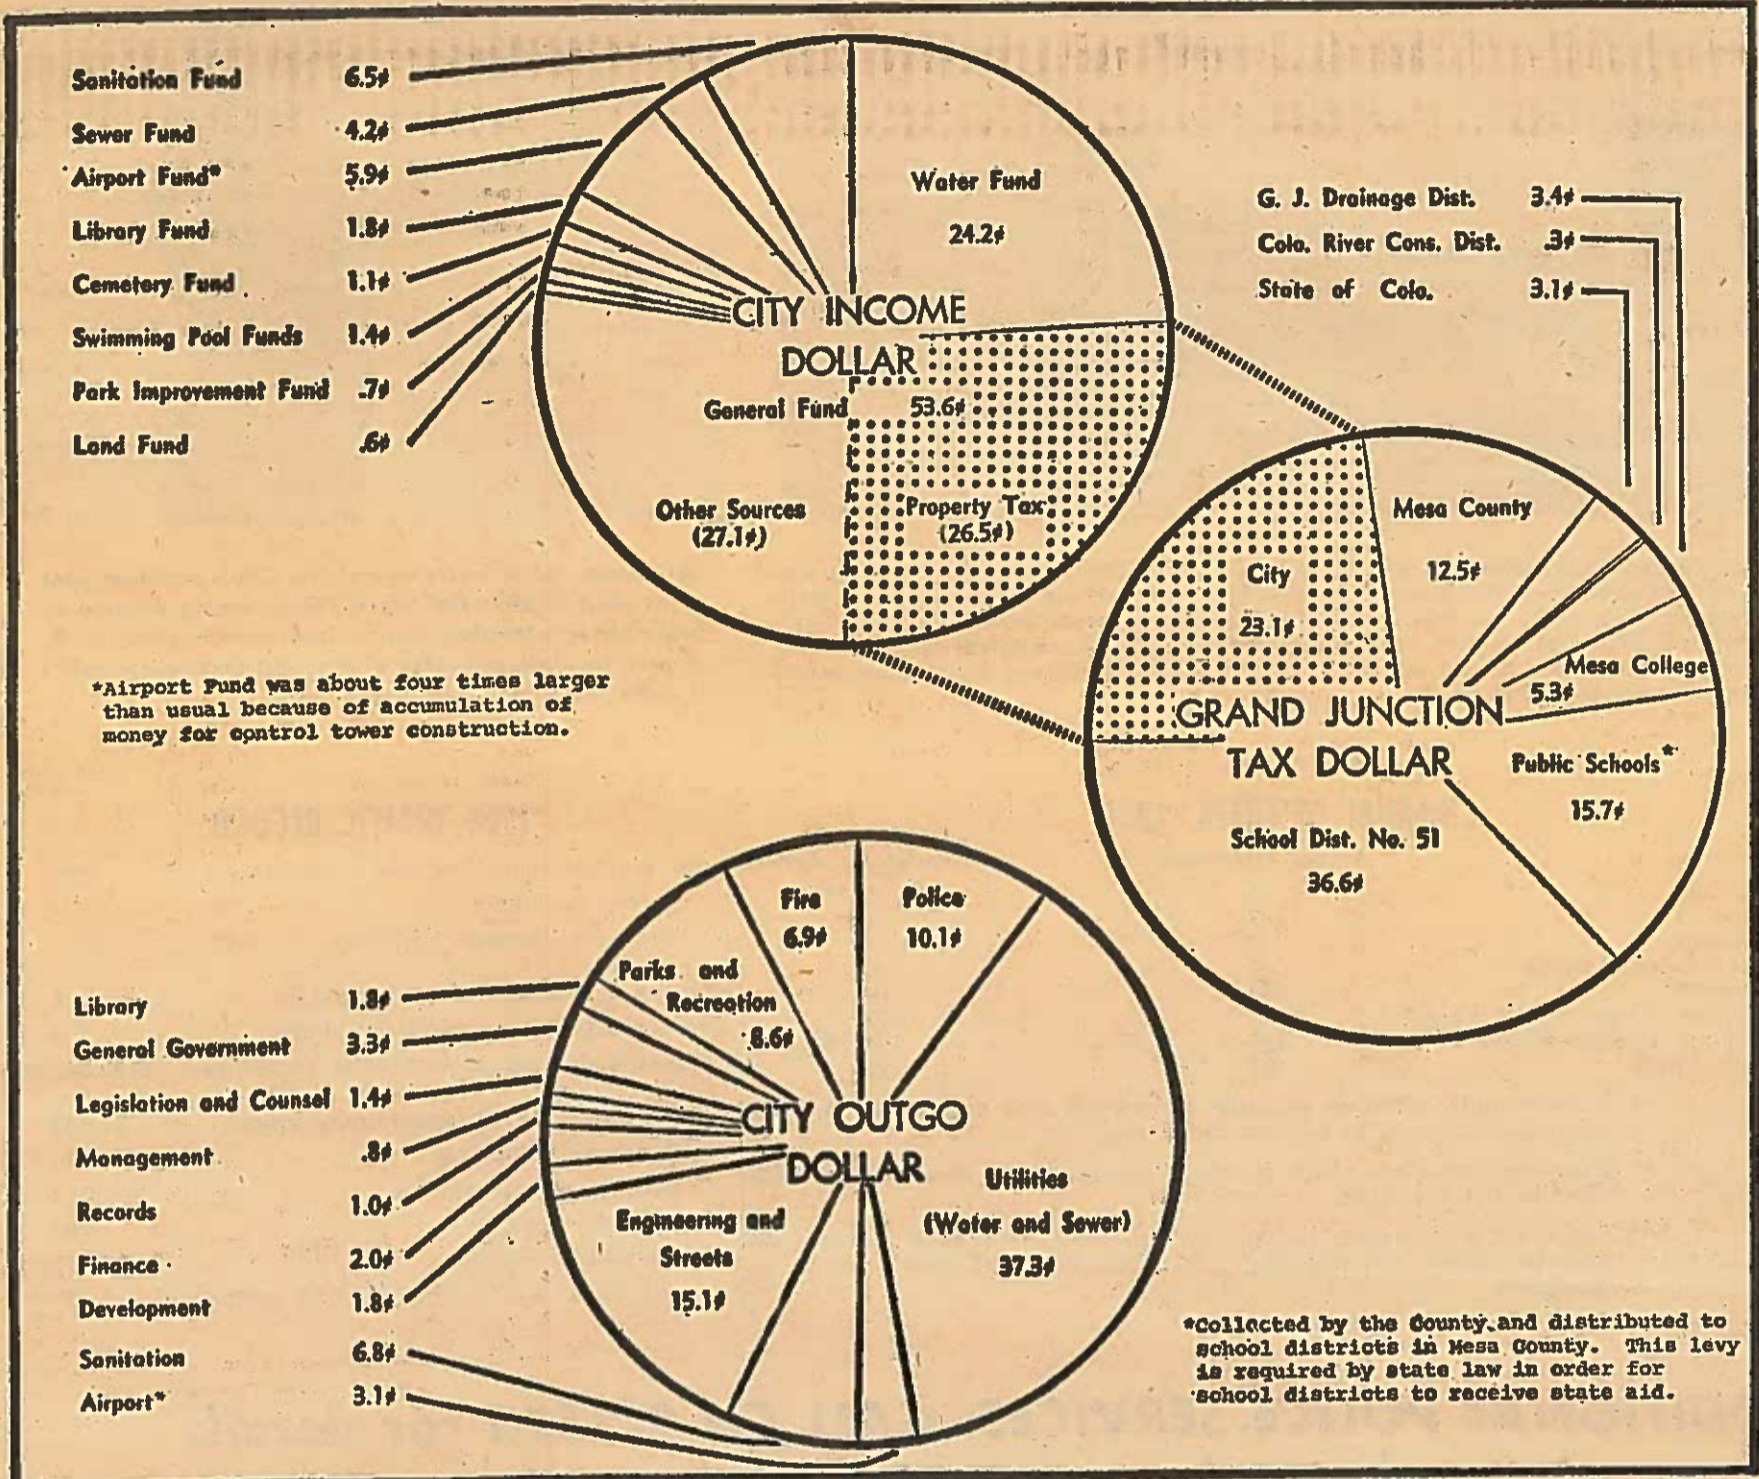 Sanitation Fund 6.5¢
Sewer Fund 4.2¢
Airport Fund* 5.9¢
Library Fund 1.8¢
Cemetery Fund 1.1¢
Swimming Pool Funds 1.4¢
Park Improvement Fund .7¢
Land Fund .6¢
Water Fund
24.2¢
CITY INCOME
DOLLAR
General Fund 53.6¢
Other Sources
(27.1¢)
Property Tax
(26.5¢)
*Airport Fund was about four times larger
than usual because of accumulation of
money for control tower construction.
G. J. Drainage Dist. 3.4¢
Colo. River Cons. Dist. .3¢
State of Colo. 3.1¢
Mesa County
12.5¢
City
23.1¢
Mesa College
5.3¢
GRAND JUNCTION
TAX DOLLAR
Public Schools*
15.7¢
School Dist. No. 51
36.6¢
Fire
6.9¢
Police
10.1¢
Parks and
Recreation
8.6¢
Library 1.8¢
General Government 3.3¢
Legislation and Counsel 1.4¢
Management .8¢
Records 1.0¢
Finance 2.0¢
Development 1.8¢
Sanitation 6.8¢
Airport* 3.1¢
CITY OUTGO
DOLLAR
Utilities
(Water and Sewer)
37.3¢
Engineering and
Streets
15.1¢
*Collected by the County and distributed to
school districts in Mesa County. This levy
is required by state law in order for
school districts to receive state aid.